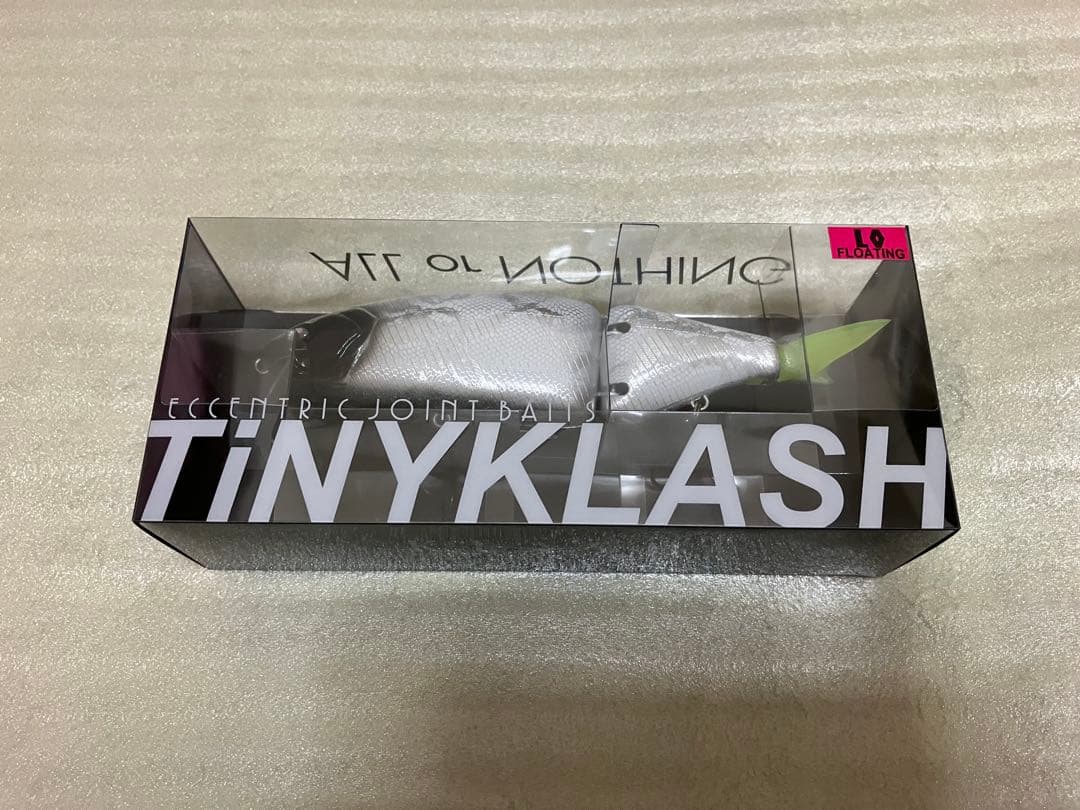 LO
FLOATING
ALL or NOTHING
ECCENTRIC JOINT BAITS
TiNYKLASH